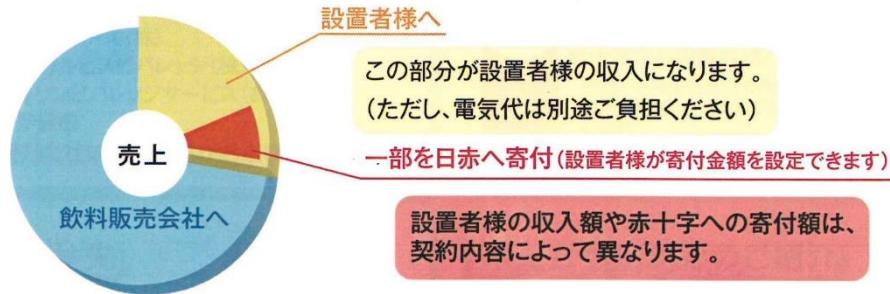 設置者様へ
この部分が設置者様の収入になります。
(ただし、電気代は別途ご負担ください)
売上
一部を日赤へ寄付(設置者様が寄付金額を設定できます)
飲料販売会社へ
設置者様の収入額や赤十字への寄付額は、
契約内容によって異なります。